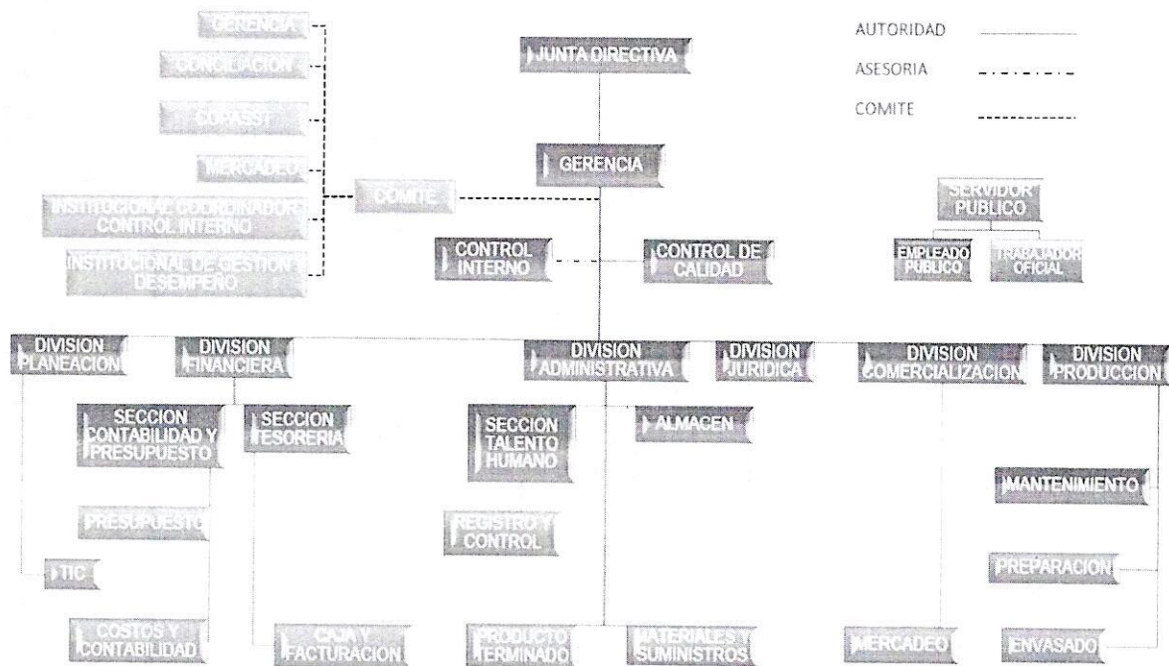 GERENCIA
CONCILIACION
COPASST
MERCADEO
INSTITUCIONAL COORDINADOR
CONTROL INTERNO
INSTITUCIONAL DE GESTION
DESEMPEÑO
COMITE
JUNTA DIRECTIVA
GERENCIA
CONTROL
INTERNO
CONTROL DE
CALIDAD
AUTORIDAD
ASESORIA
COMITE
SERVIDOR
PUBLICO
EMPLEADO
PUBLICO
TRABAJADOR
OFICIAL
DIVISION
PLANEACION
DIVISION
FINANCIERA
DIVISION
ADMINISTRATIVA
DIVISION
JURIDICA
DIVISION
COMERCIALIZACION
DIVISION
PRODUCCION
SECCION
CONTABILIDAD Y
PRESUPUESTO
SECCION
TESORERIA
SECCION
TALENTO
HUMANO
ALMACEN
MANTENIMIENTO
PRESUPUESTO
REGISTRO Y
CONTROL
TIC
PREPARACION
COSTOS Y
CONTABILIDAD
CAJA Y
FACTURACION
PRODUCTO
TERMINADO
MATERIALES Y
SUMINISTROS
MERCADEO
ENVASADO